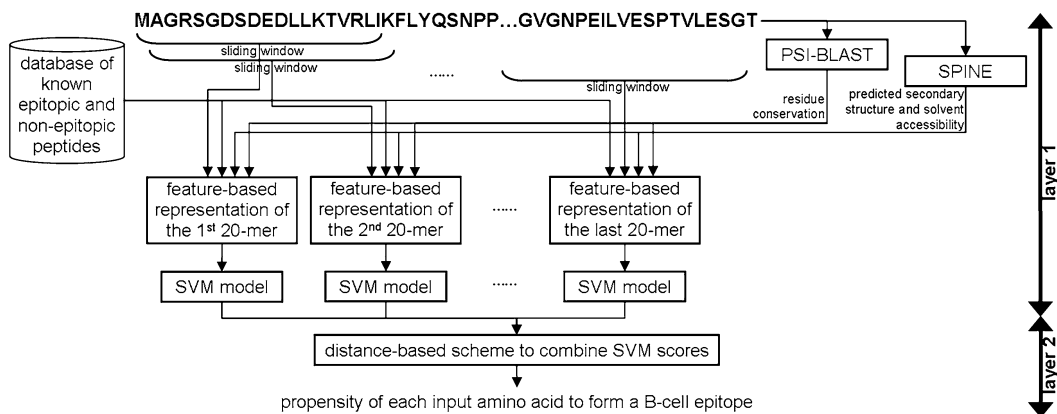 MAGRSGDSDEDLLKTVRLIKFLYQSNPP...GVGNPEILVESPTVLESGT
database of
known
epitopic and
non-epitopic
peptides
sliding window
sliding window
......
sliding window
PSI-BLAST
SPINE
residue
conservation
predicted secondary
structure and solvent
accessibility
layer 1
feature-based
representation of
the 1st 20-mer
feature-based
representation of
the 2nd 20-mer
......
feature-based
representation of
the last 20-mer
SVM model
SVM model
......
SVM model
distance-based scheme to combine SVM scores
layer 2
propensity of each input amino acid to form a B-cell epitope